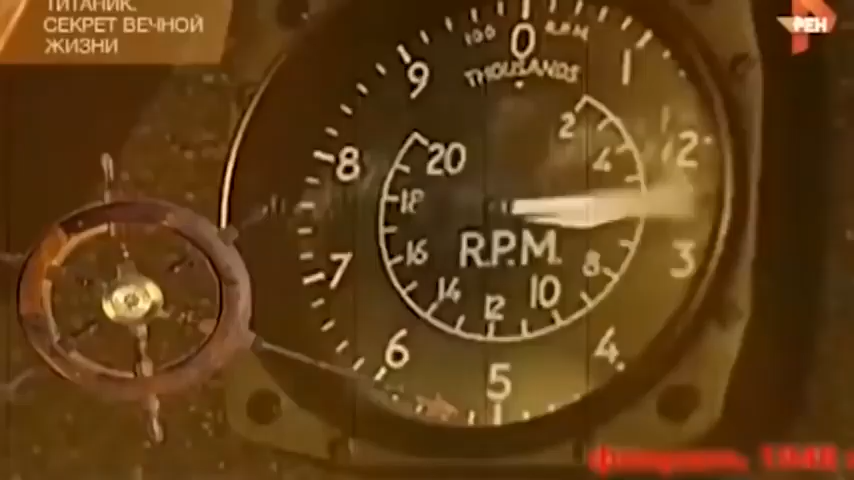 ТИТАНИК.
СЕКРЕТ ВЕЧНОЙ
ЖИЗНИ
РЕН
100 R.P.M.
0
THOUSANDS
1
2
3
4
5
6
7
8
9
2
4
8
10
12
14
16
18
20
R.P.M.